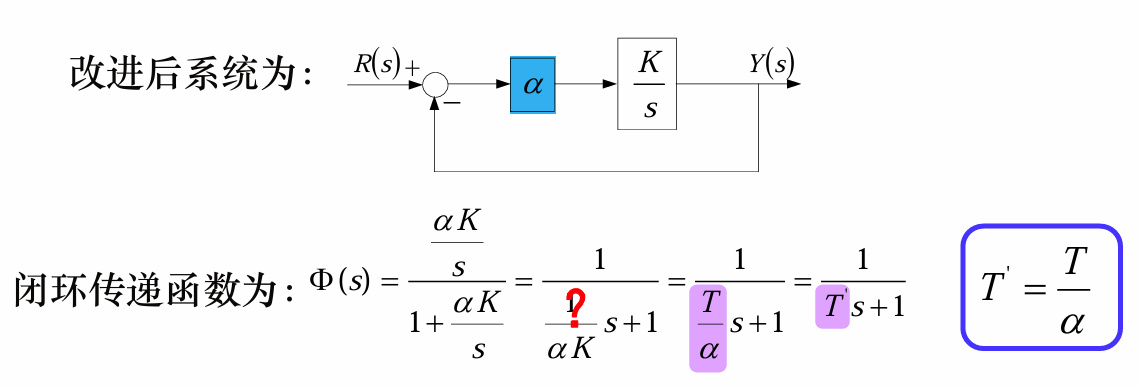 改进后系统为：
R(s) + − α K/s Y(s)
闭环传递函数为： Φ(s) = (αK/s)/(1+αK/s) = 1/((1/αK)s+1) = 1/((T/α)s+1) = 1/(T's+1)
?
T' = T/α